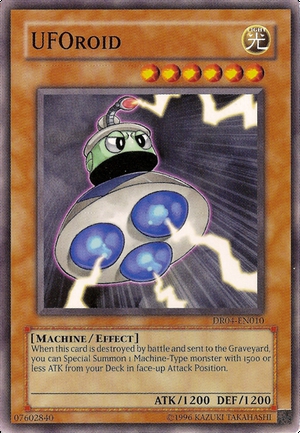 UFOroid
LIGHT
光
DR04-EN010
[MACHINE / EFFECT]
When this card is destroyed by battle and sent to the Graveyard,
you can Special Summon 1 Machine-Type monster with 1500 or
less ATK from your Deck in face-up Attack Position.
ATK/1200 DEF/1200
07602840
©1996 KAZUKI TAKAHASHI